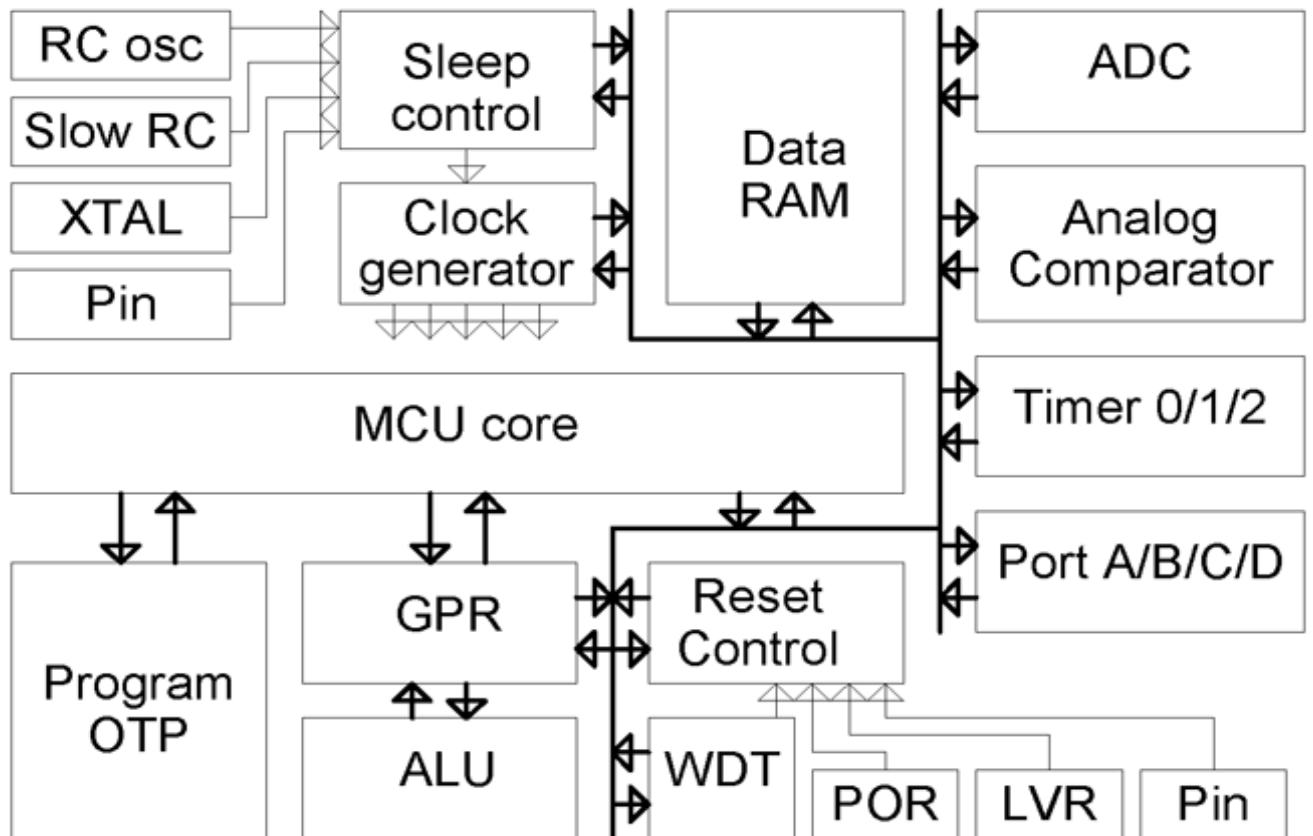 RC osc
Slow RC
XTAL
Pin
Sleep
control
Clock
generator
Data
RAM
ADC
Analog
Comparator
Timer 0/1/2
Port A/B/C/D
MCU core
Program
OTP
GPR
ALU
Reset
Control
WDT
POR
LVR
Pin